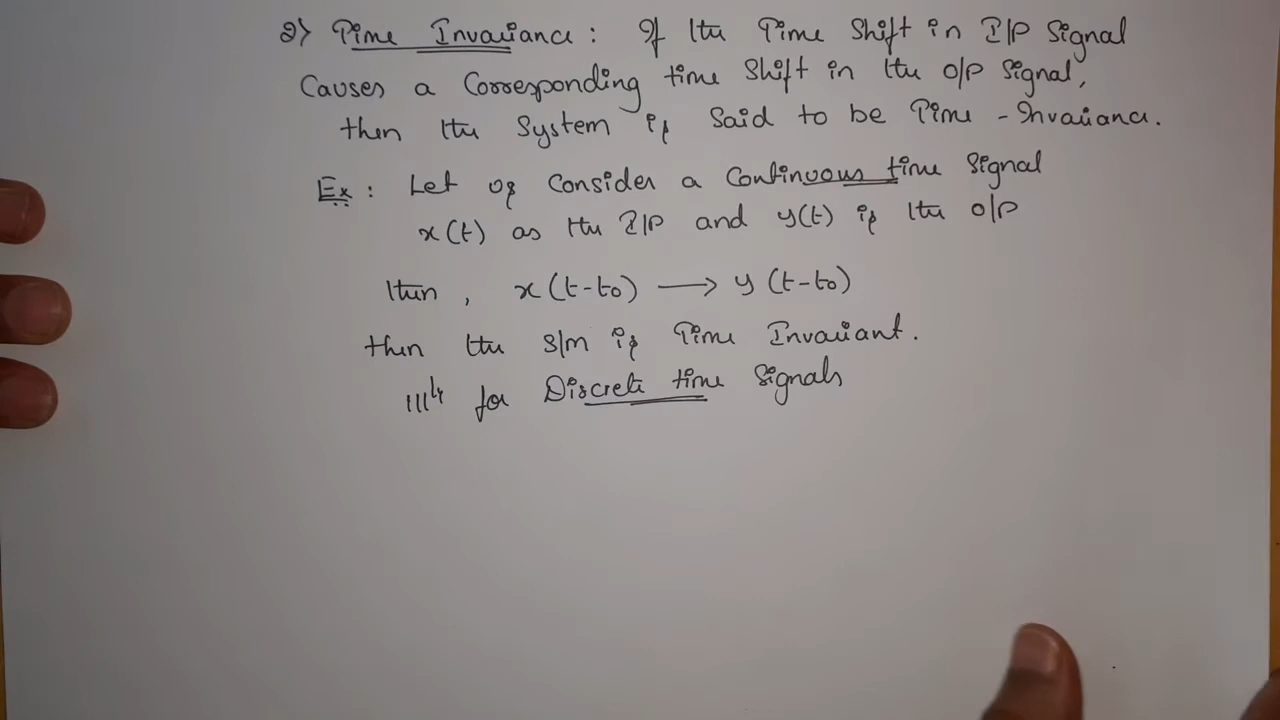 2) Time Invariance : If the Time Shift in I/P Signal
Causes a Corresponding time Shift in the O/P Signal,
then the System is Said to be Time - Invariance.
Ex : Let us Consider a Continuous time Signal
x(t) as the I/P and y(t) is the O/P
then , x(t-t0) → y(t-t0)
then the S/m is Time Invariant.
|||ly for Discrete time Signals